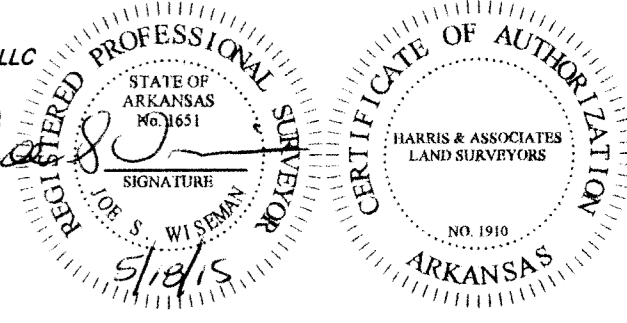 LLC
REGISTERED PROFESSIONAL SURVEYOR
STATE OF
ARKANSAS
No. 1651
SIGNATURE
JOE S. WISEMAN
5/18/15
CERTIFICATE OF AUTHORIZATION
HARRIS & ASSOCIATES
LAND SURVEYORS
NO. 1910
ARKANSAS